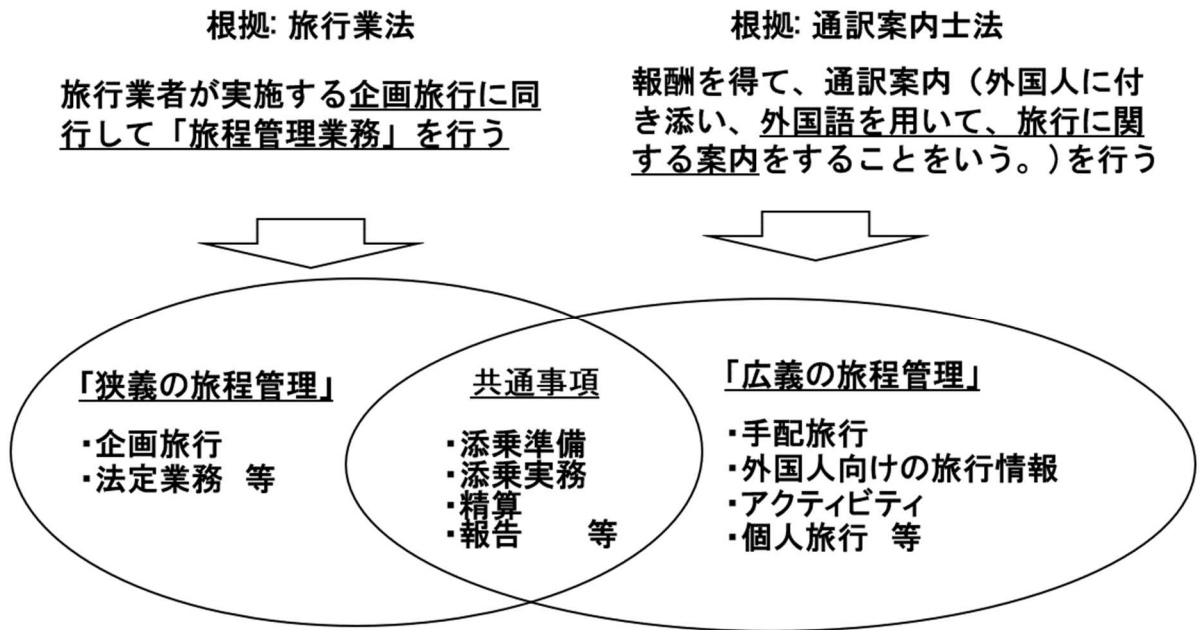 根拠: 旅行業法
旅行業者が実施する企画旅行に同
行して「旅程管理業務」を行う
根拠: 通訳案内士法
報酬を得て、通訳案内（外国人に付
き添い、外国語を用いて、旅行に関
する案内をすることをいう。）を行う
「狭義の旅程管理」
・企画旅行
・法定業務 等
共通事項
・添乗準備
・添乗実務
・精算
・報告 等
「広義の旅程管理」
・手配旅行
・外国人向けの旅行情報
・アクティビティ
・個人旅行 等